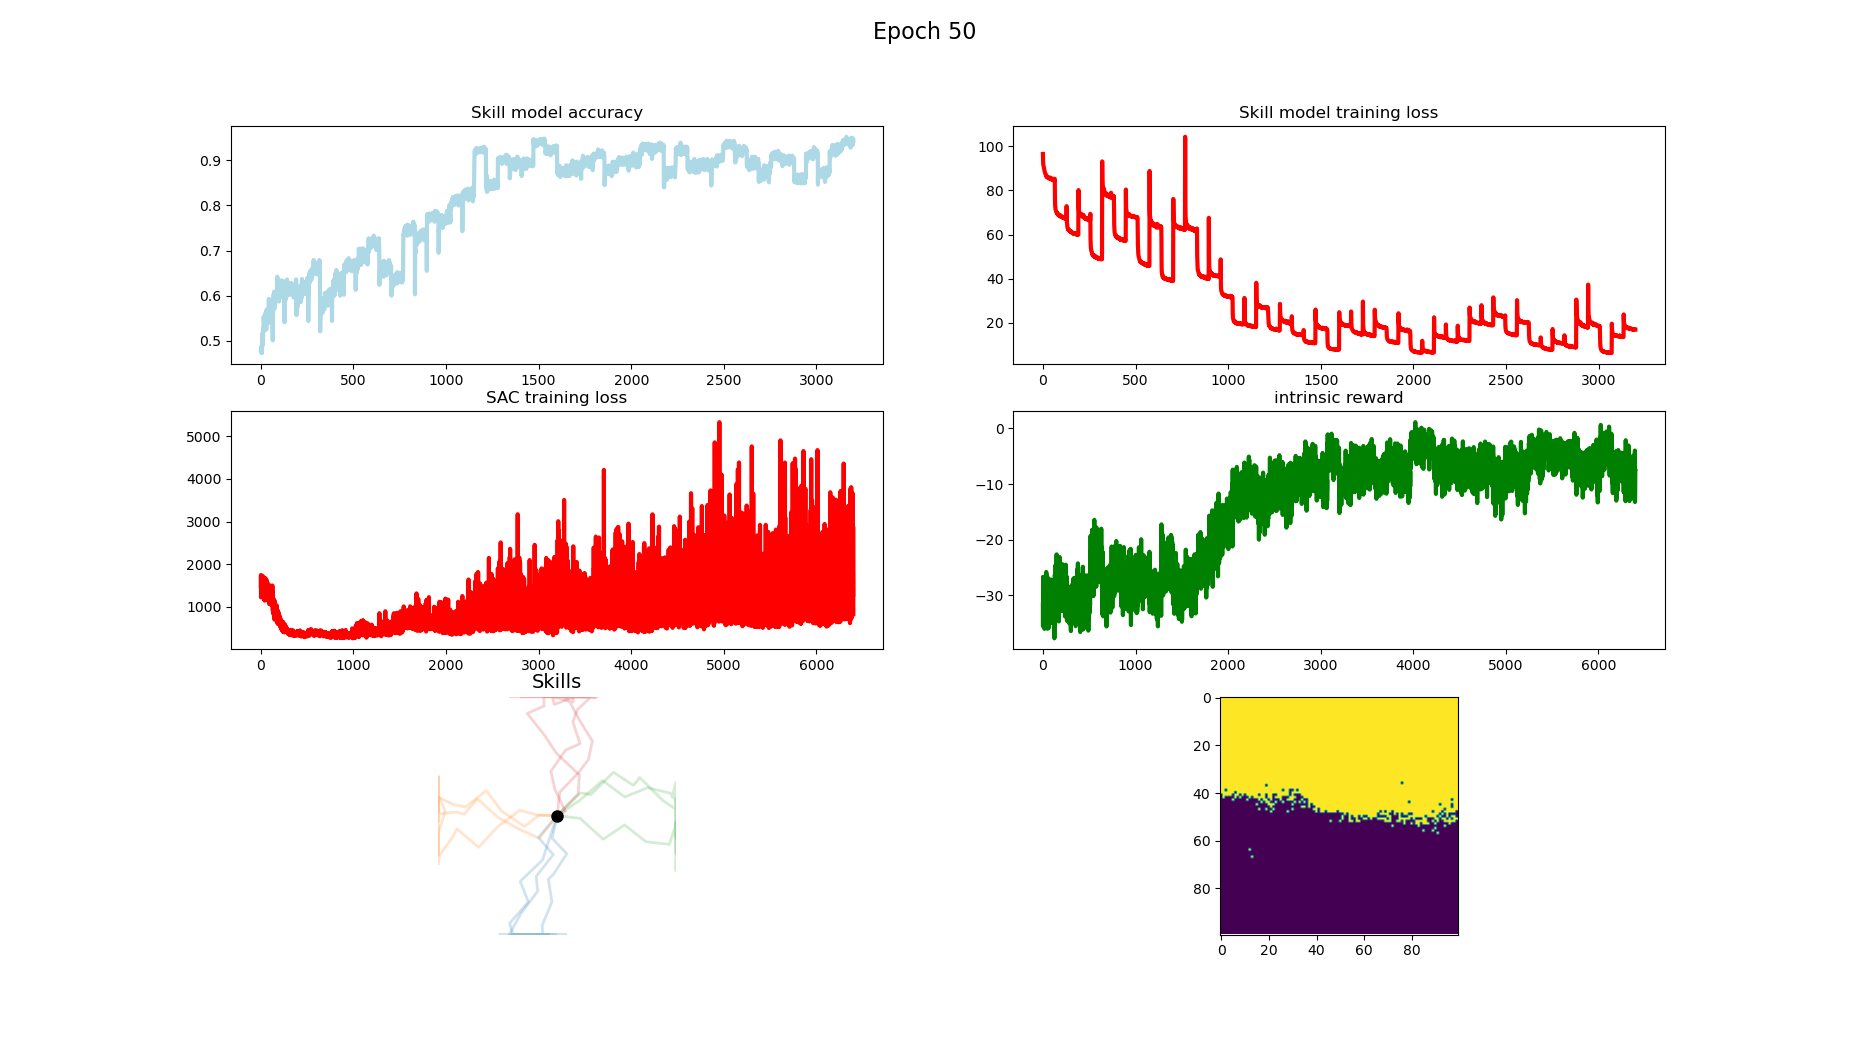 Epoch 50
Skill model accuracy
0.9
0.8
0.7
0.6
0.5
0 500 1000 1500 2000 2500 3000
Skill model training loss
100
80
60
40
20
0 500 1000 1500 2000 2500 3000
SAC training loss
5000
4000
3000
2000
1000
0 1000 2000 3000 4000 5000 6000
intrinsic reward
0
−10
−20
−30
0 1000 2000 3000 4000 5000 6000
Skills
0
20
40
60
80
0 20 40 60 80